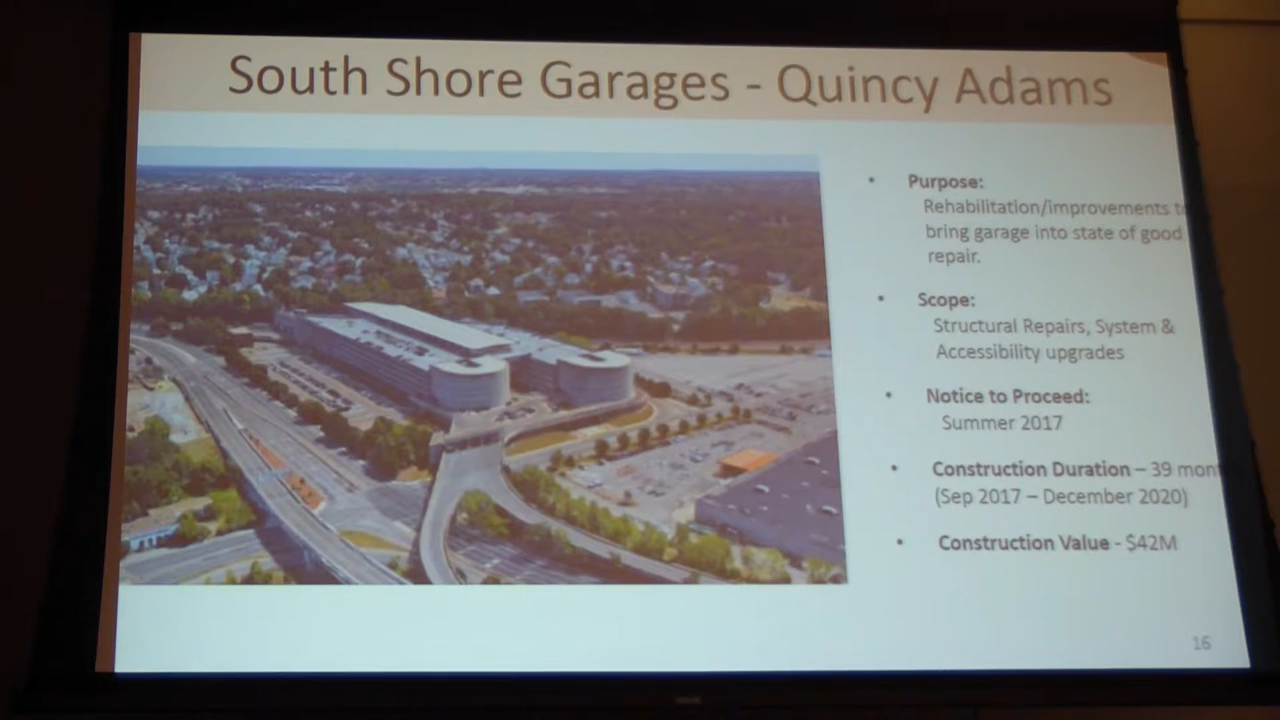 South Shore Garages - Quincy Adams
• Purpose:
Rehabilitation/improvements
bring garage into state of good
repair.
• Scope:
Structural Repairs, System &
Accessibility upgrades
• Notice to Proceed:
Summer 2017
• Construction Duration – 39 mon
(Sep 2017 – December 2020)
• Construction Value - $42M
16